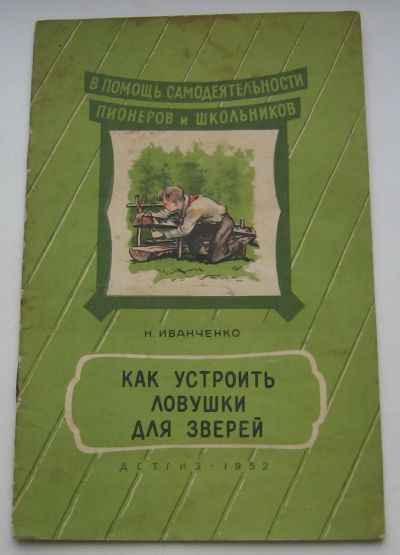 В ПОМОЩЬ САМОДЕЯТЕЛЬНОСТИ
ПИОНЕРОВ и ШКОЛЬНИКОВ
Н. ИВАНЧЕНКО
КАК УСТРОИТЬ
ЛОВУШКИ
ДЛЯ ЗВЕРЕЙ
ДЕТГИЗ · 1952